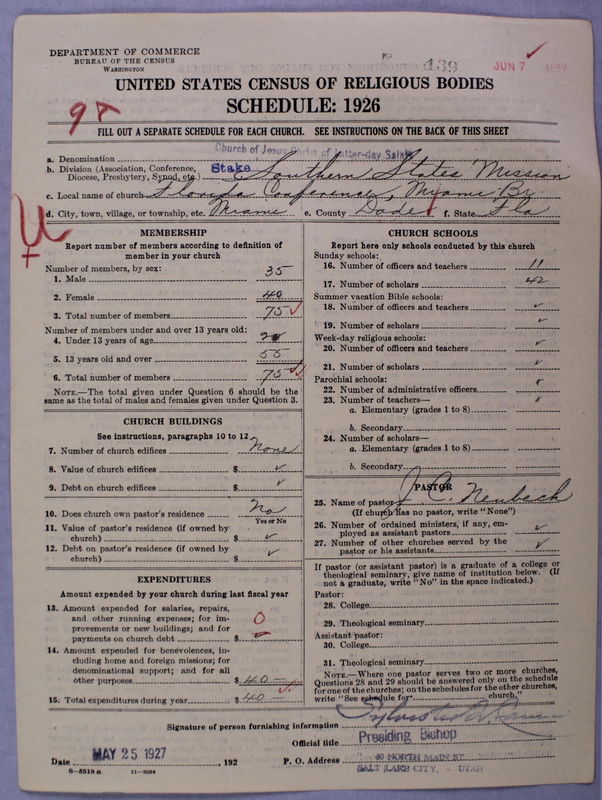 DEPARTMENT OF COMMERCE
BUREAU OF THE CENSUS
WASHINGTON
139
JUN 7
UNITED STATES CENSUS OF RELIGIOUS BODIES
SCHEDULE: 1926
9A
FILL OUT A SEPARATE SCHEDULE FOR EACH CHURCH. SEE INSTRUCTIONS ON THE BACK OF THIS SHEET
a. Denomination Church of Jesus Christ of Latter-day Saints
b. Division (Association, Conference, Diocese, Presbytery, Synod, etc.) Stake Southern States Mission
c. Local name of church Florida Conference, Miami Br
d. City, town, village, or township, etc. Miami e. County Dade f. State Fla
MEMBERSHIP
Report number of members according to definition of member in your church
Number of members, by sex:
1. Male 35
2. Female 40
3. Total number of members 75 ✓
Number of members under and over 13 years old:
4. Under 13 years of age 20
5. 13 years old and over 55
6. Total number of members 75 ✓
NOTE.—The total given under Question 6 should be the same as the total of males and females given under Question 3.
CHURCH BUILDINGS
See instructions, paragraphs 10 to 12
7. Number of church edifices None
8. Value of church edifices $ ✓
9. Debt on church edifices $ ✓
10. Does church own pastor's residence No
Yes or No
11. Value of pastor's residence (if owned by church) $ ✓
12. Debt on pastor's residence (if owned by church) $ ✓
EXPENDITURES
Amount expended by your church during last fiscal year
13. Amount expended for salaries, repairs, and other running expenses; for improvements or new buildings; and for payments on church debt $ 0
14. Amount expended for benevolences, including home and foreign missions; for denominational support; and for all other purposes $ 40.—
15. Total expenditures during year $ 40 ✓
CHURCH SCHOOLS
Report here only schools conducted by this church
Sunday schools:
16. Number of officers and teachers 11
17. Number of scholars 42
Summer vacation Bible schools:
18. Number of officers and teachers ✓
19. Number of scholars ✓
Week-day religious schools:
20. Number of officers and teachers ✓
21. Number of scholars ✓
Parochial schools:
22. Number of administrative officers ✓
23. Number of teachers—
a. Elementary (grades 1 to 8)
b. Secondary
24. Number of scholars—
a. Elementary (grades 1 to 8)
b. Secondary
PASTOR
25. Name of pastor J. C. Neubeck
(If church has no pastor, write "None")
26. Number of ordained ministers, if any, employed as assistant pastors ✓
27. Number of other churches served by the pastor or his assistants ✓
If pastor (or assistant pastor) is a graduate of a college or theological seminary, give name of institution below. (If not a graduate, write "No" in the space indicated.)
Pastor:
28. College
29. Theological seminary
Assistant pastor:
30. College
31. Theological seminary
NOTE.—Where one pastor serves two or more churches, Questions 28 and 29 should be answered only on the schedule for one of the churches; on the schedules for the other churches, write "See schedule for church."
Signature of person furnishing information Sylvester Q. Cannon
Official title Presiding Bishop
Date MAY 25 1927, 192 P. O. Address 40 NORTH MAIN ST.
SALT LAKE CITY, - UTAH
8—5518a 11—9084